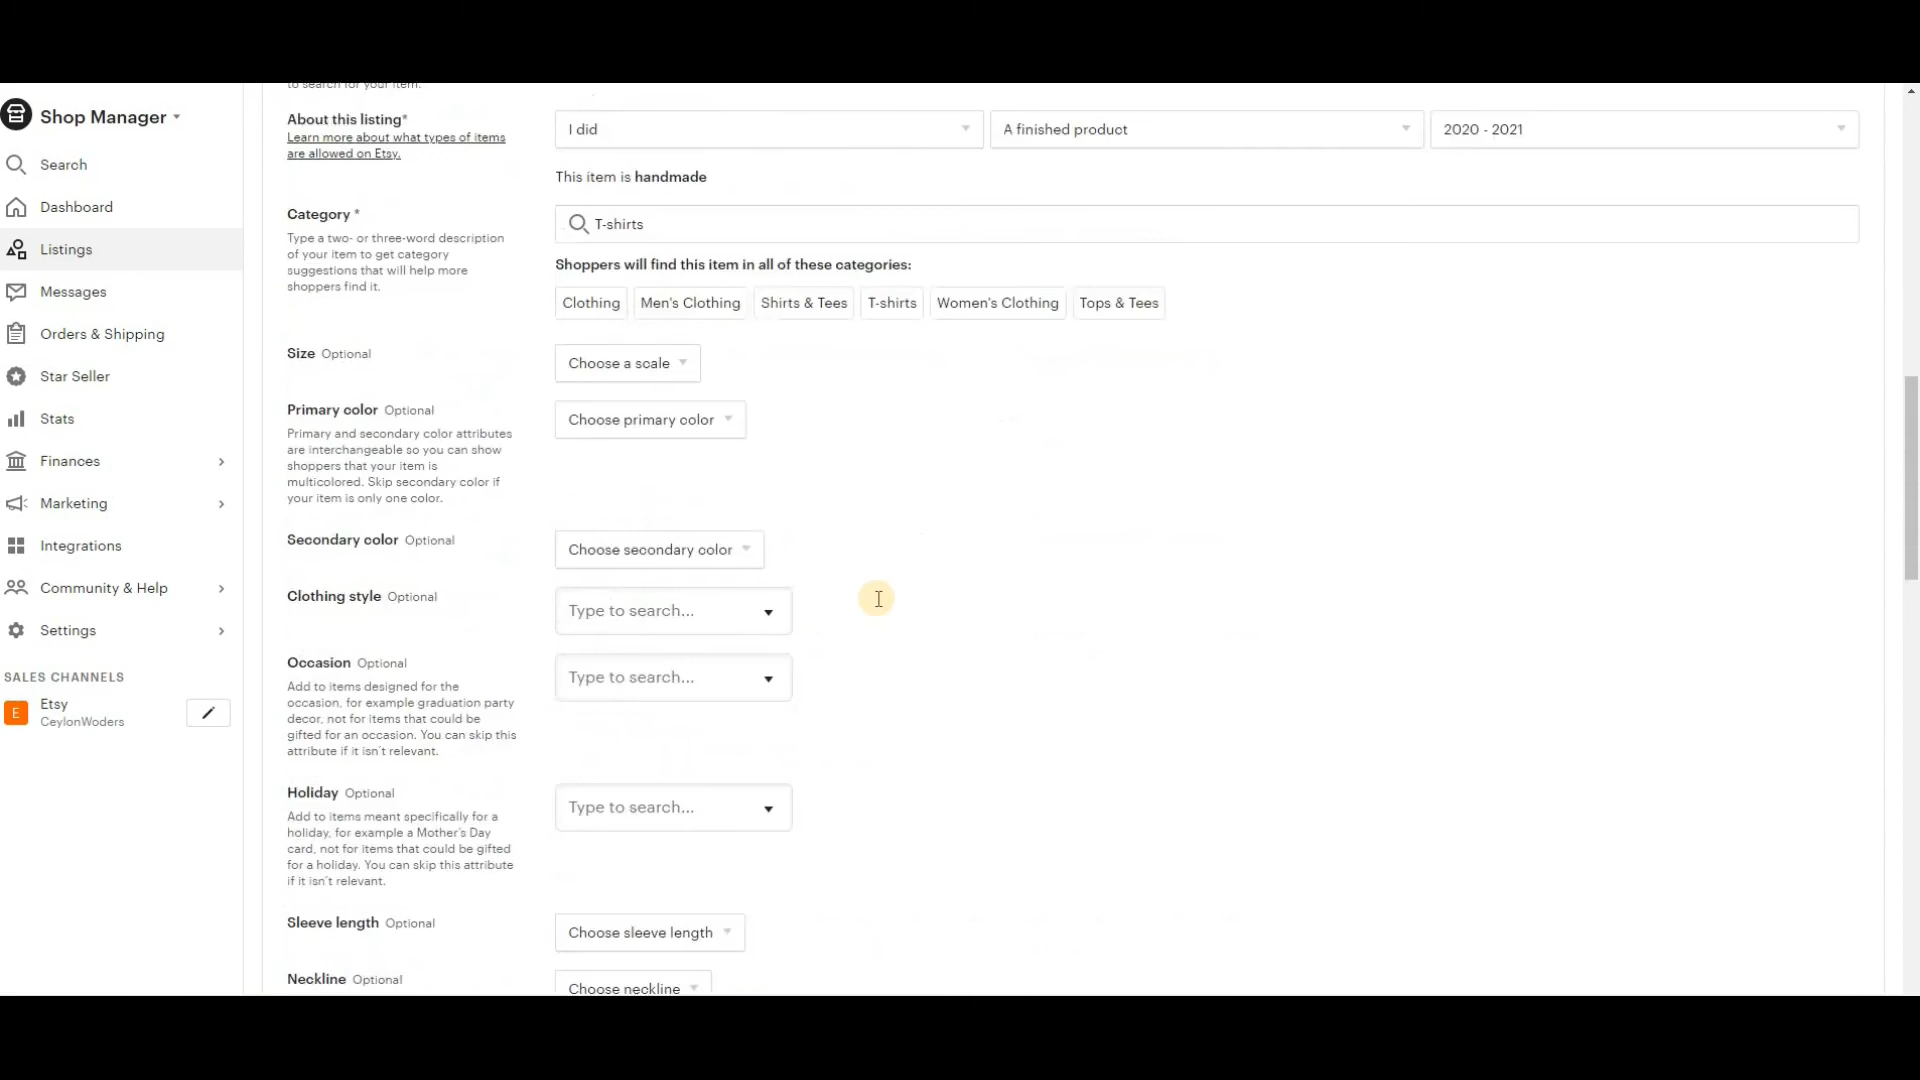 to search for your item.
Shop Manager
Search
Dashboard
Listings
Messages
Orders & Shipping
Star Seller
Stats
Finances
Marketing
Integrations
Community & Help
Settings
SALES CHANNELS
E
Etsy
CeylonWoders
About this listing*
Learn more about what types of items
are allowed on Etsy.
I did
A finished product
2020 - 2021
This item is handmade
Category *
Type a two- or three-word description
of your item to get category
suggestions that will help more
shoppers find it.
T-shirts
Shoppers will find this item in all of these categories:
Clothing
Men's Clothing
Shirts & Tees
T-shirts
Women's Clothing
Tops & Tees
Size Optional
Choose a scale
Primary color Optional
Primary and secondary color attributes
are interchangeable so you can show
shoppers that your item is
multicolored. Skip secondary color if
your item is only one color.
Choose primary color
Secondary color Optional
Choose secondary color
Clothing style Optional
Type to search...
Occasion Optional
Add to items designed for the
occasion, for example graduation party
decor, not for items that could be
gifted for an occasion. You can skip this
attribute if it isn't relevant.
Type to search...
Holiday Optional
Add to items meant specifically for a
holiday, for example a Mother's Day
card, not for items that could be gifted
for a holiday. You can skip this attribute
if it isn't relevant.
Type to search...
Sleeve length Optional
Choose sleeve length
Neckline Optional
Choose neckline